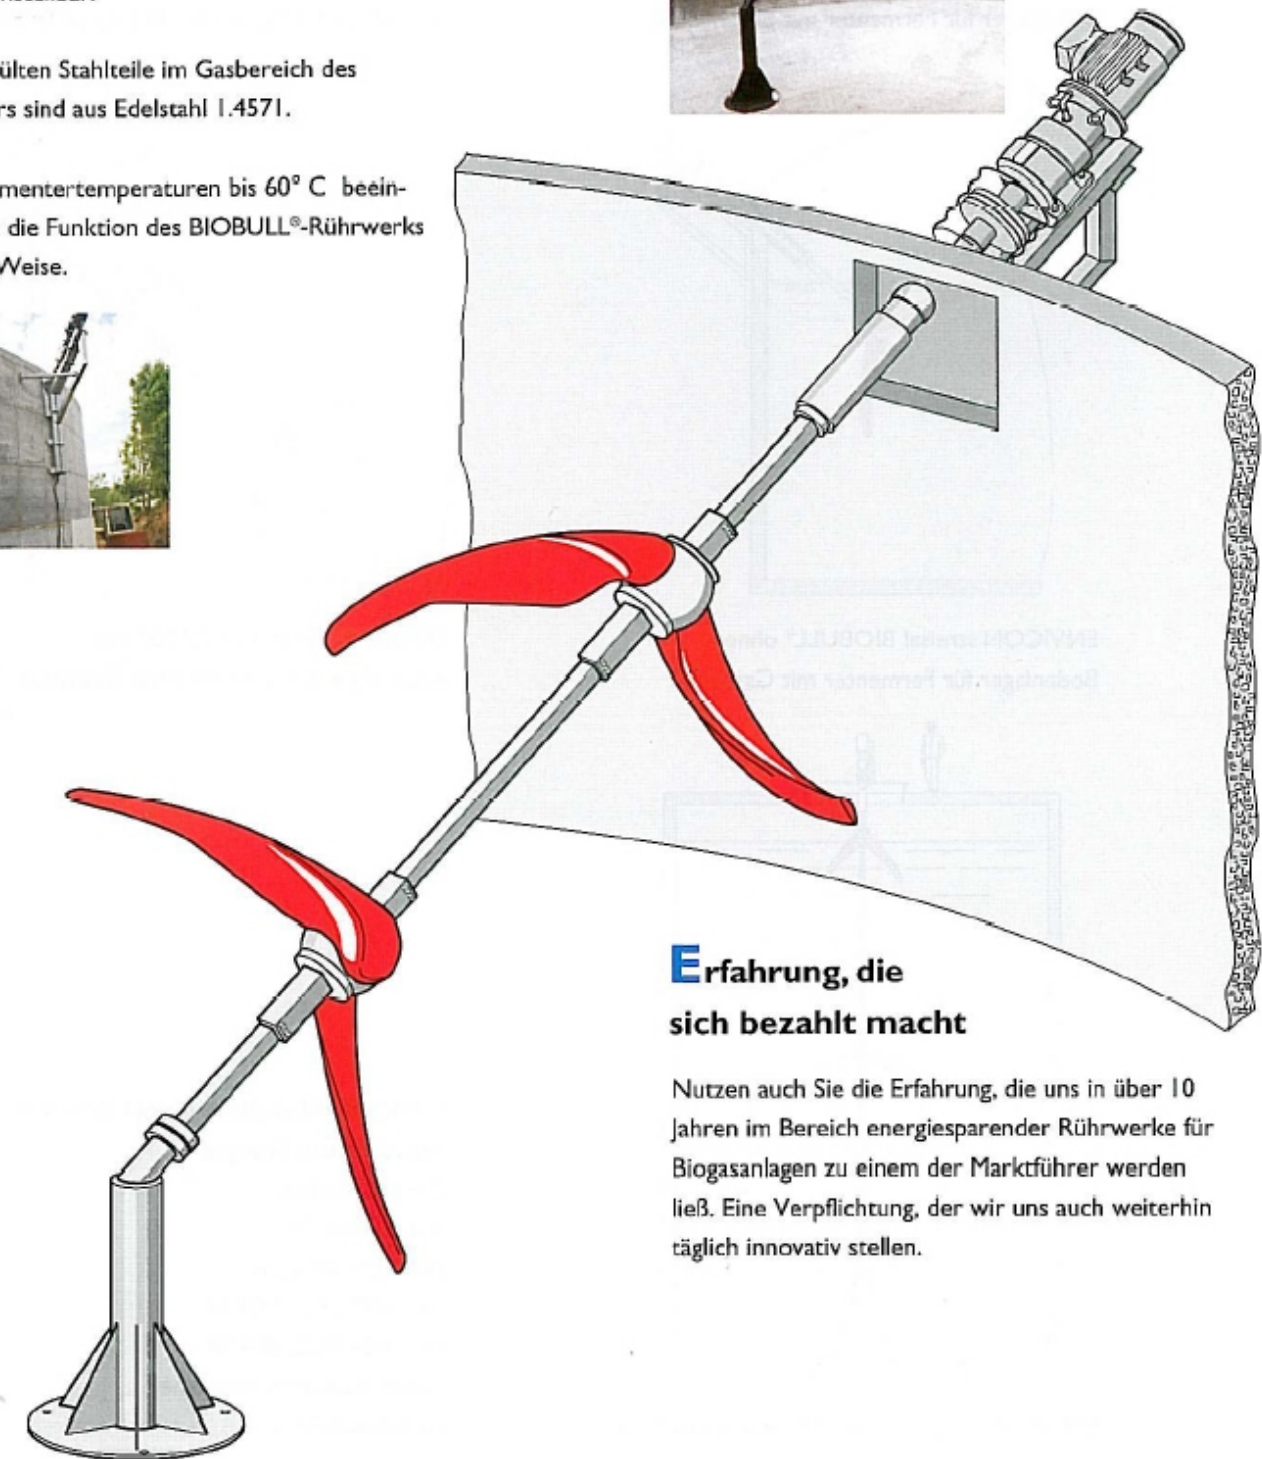 ülten Stahlteile im Gasbereich des
rs sind aus Edelstahl 1.4571.
mentertemperaturen bis 60° C beein-
die Funktion des BIOBULL®-Rührwerks
Weise.
Erfahrung, die
sich bezahlt macht
Nutzen auch Sie die Erfahrung, die uns in über 10
Jahren im Bereich energiesparender Rührwerke für
Biogasanlagen zu einem der Marktführer werden
ließ. Eine Verpflichtung, der wir uns auch weiterhin
täglich innovativ stellen.